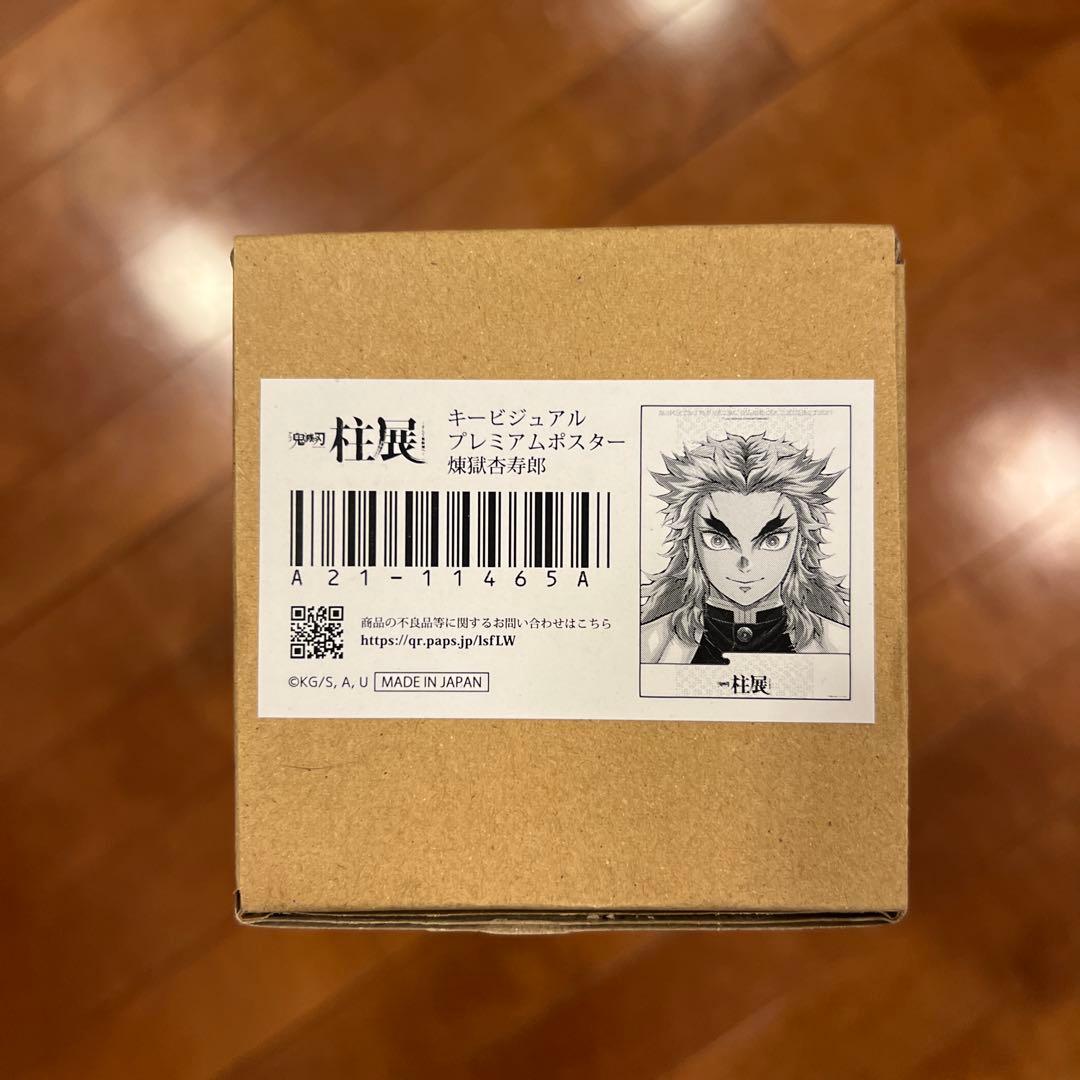 鬼滅ノ刃
柱展
キービジュアル
プレミアムポスター
煉獄杏寿郎
A21-11465A
商品の不良品等に関するお問い合わせはこちら
https://qr.paps.jp/lsfLW
©KG/S, A, U MADE IN JAPAN
柱展